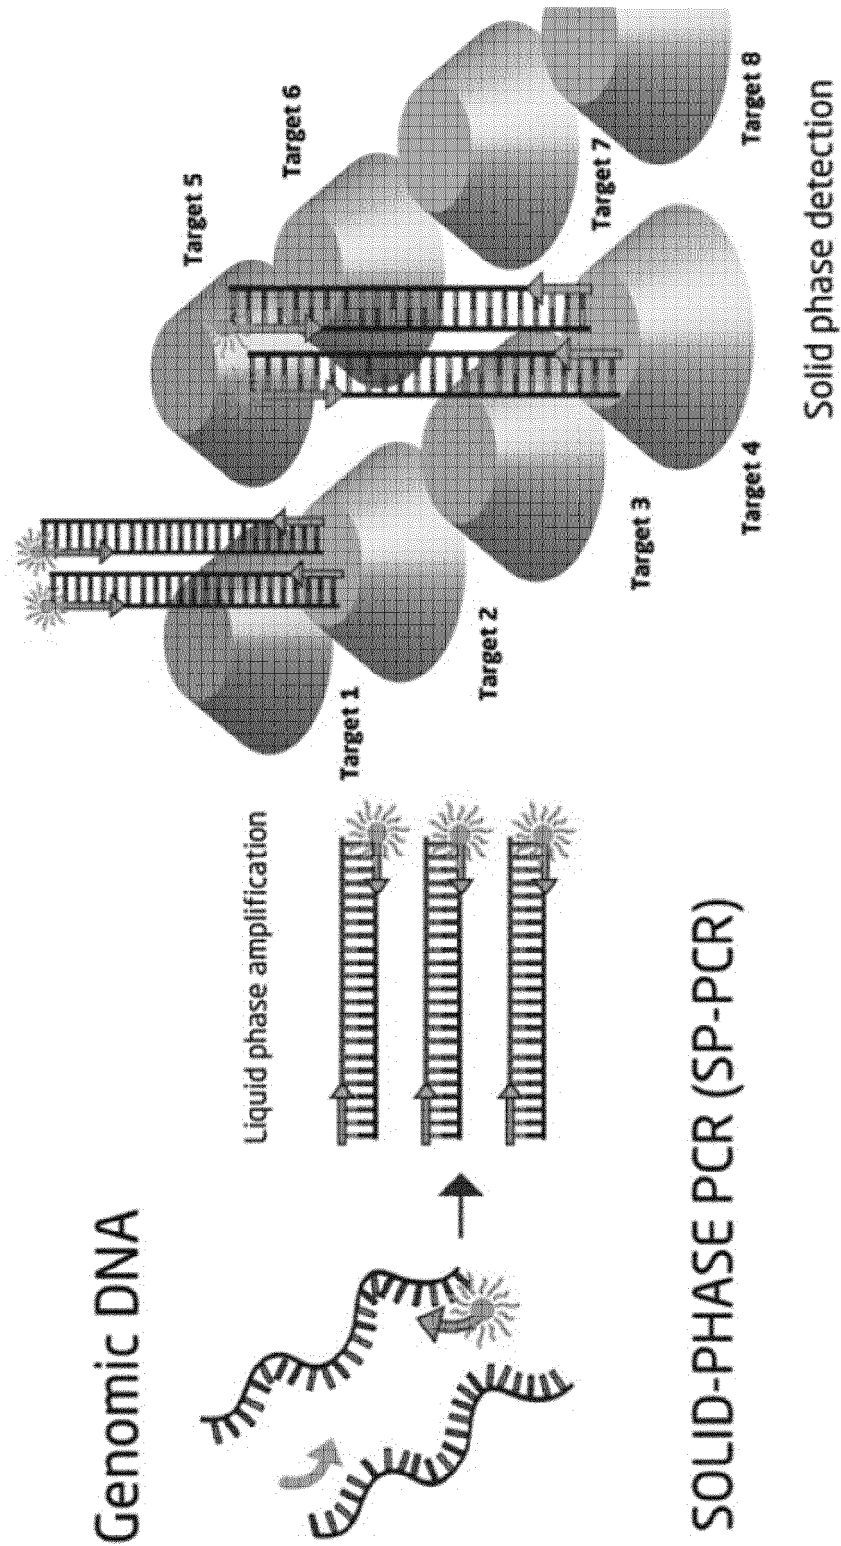 Genomic DNA
Liquid phase amplification
Target 1
Target 2
Target 3
Target 4
Target 5
Target 6
Target 7
Target 8
SOLID-PHASE PCR (SP-PCR)
Solid phase detection